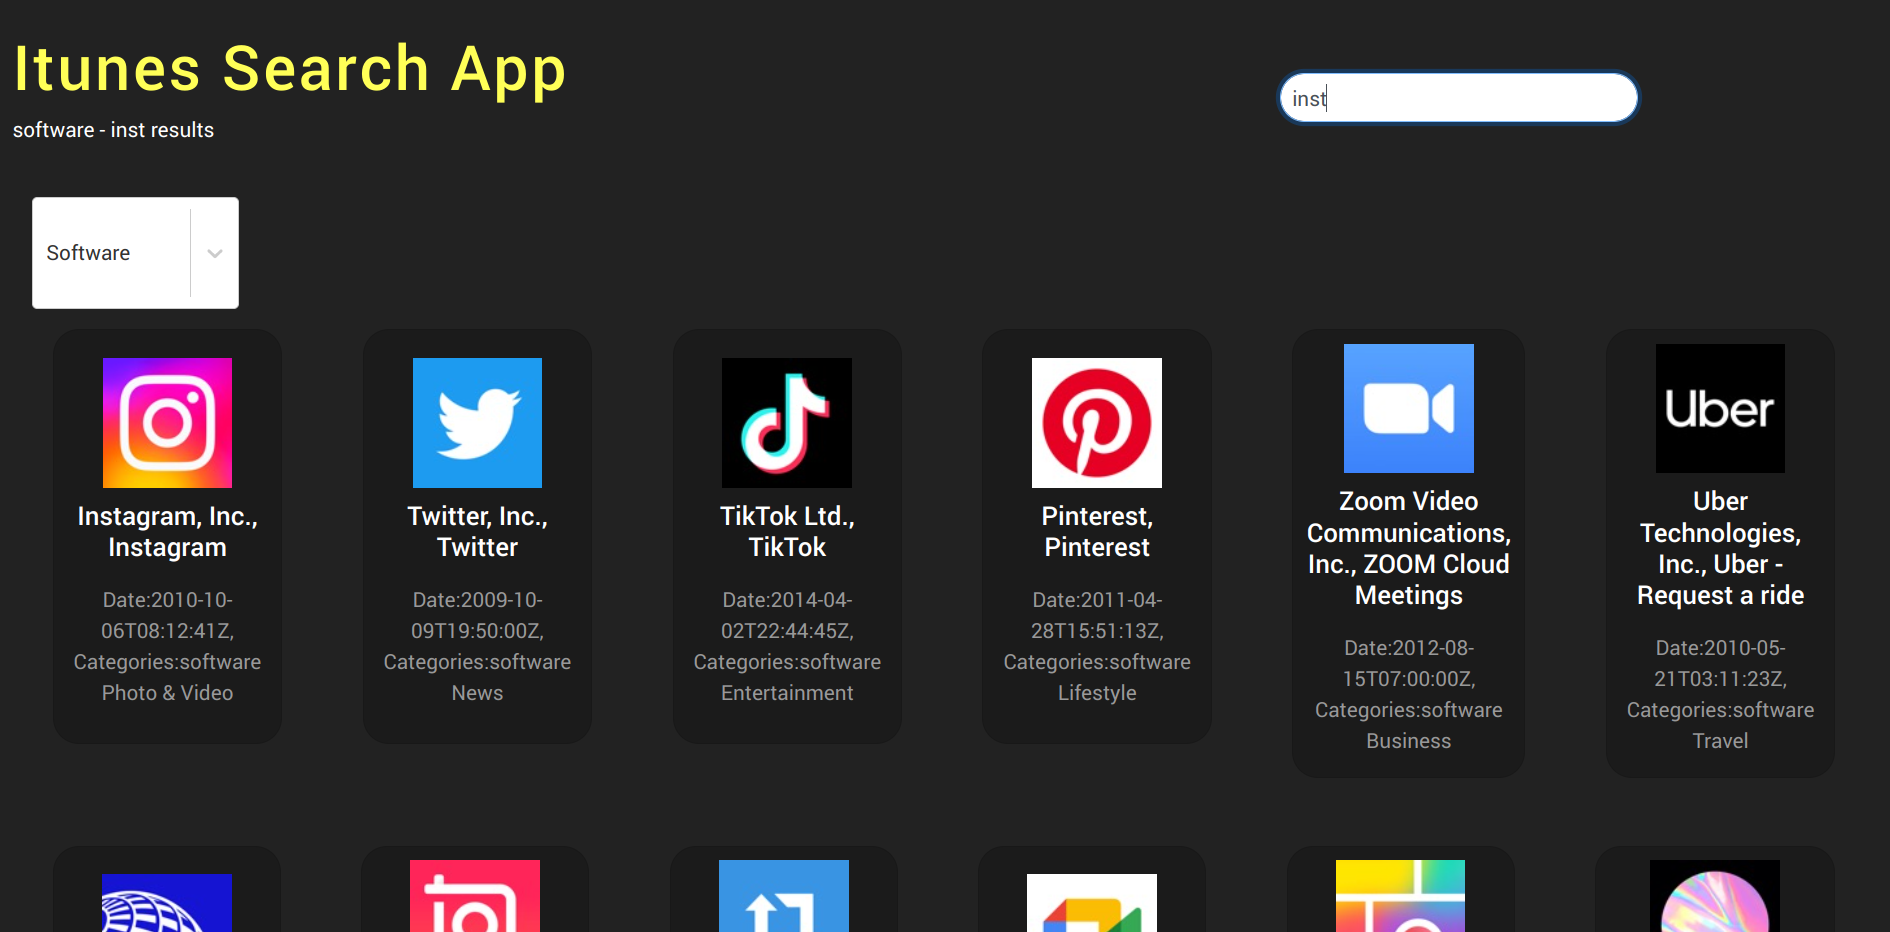 Itunes Search App
inst
software - inst results
Software
Uber
Instagram, Inc.,
Instagram
Date:2010-10-
06T08:12:41Z,
Categories:software
Photo & Video
Twitter, Inc.,
Twitter
Date:2009-10-
09T19:50:00Z,
Categories:software
News
TikTok Ltd.,
TikTok
Date:2014-04-
02T22:44:45Z,
Categories:software
Entertainment
Pinterest,
Pinterest
Date:2011-04-
28T15:51:13Z,
Categories:software
Lifestyle
Zoom Video
Communications,
Inc., ZOOM Cloud
Meetings
Date:2012-08-
15T07:00:00Z,
Categories:software
Business
Uber
Technologies,
Inc., Uber -
Request a ride
Date:2010-05-
21T03:11:23Z,
Categories:software
Travel